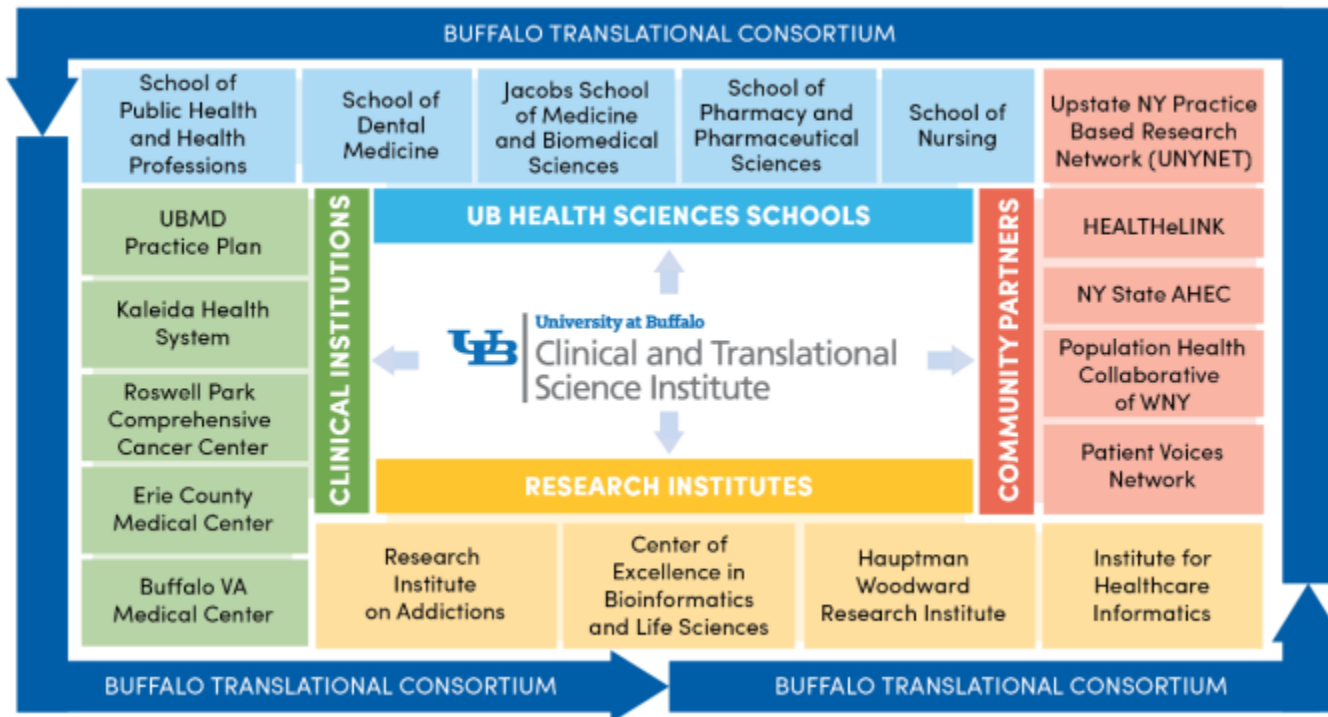 BUFFALO TRANSLATIONAL CONSORTIUM
School of
Public Health
and Health
Professions
School of
Dental
Medicine
Jacobs School
of Medicine
and Biomedical
Sciences
School of
Pharmacy and
Pharmaceutical
Sciences
School of
Nursing
Upstate NY Practice
Based Research
Network (UNYNET)
UBMD
Practice Plan
Kaleida Health
System
Roswell Park
Comprehensive
Cancer Center
Erie County
Medical Center
Buffalo VA
Medical Center
CLINICAL INSTITUTIONS
UB HEALTH SCIENCES SCHOOLS
UB
University at Buffalo
Clinical and Translational
Science Institute
RESEARCH INSTITUTES
COMMUNITY PARTNERS
HEALTHeLINK
NY State AHEC
Population Health
Collaborative
of WNY
Patient Voices
Network
Research
Institute
on Addictions
Center of
Excellence in
Bioinformatics
and Life Sciences
Hauptman
Woodward
Research Institute
Institute for
Healthcare
Informatics
BUFFALO TRANSLATIONAL CONSORTIUM
BUFFALO TRANSLATIONAL CONSORTIUM